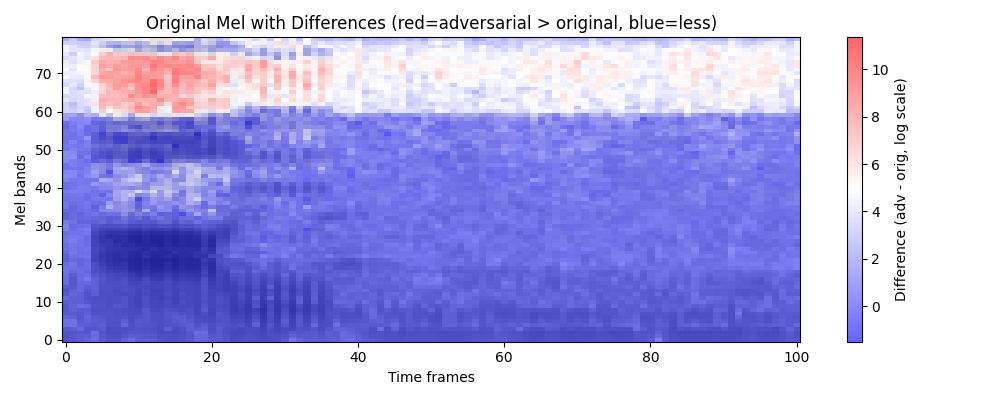 Original Mel with Differences (red=adversarial > original, blue=less)
70
60
50
40
30
20
10
0
Mel bands
0 20 40 60 80 100
Time frames
10
8
6
4
2
0
Difference (adv - orig, log scale)